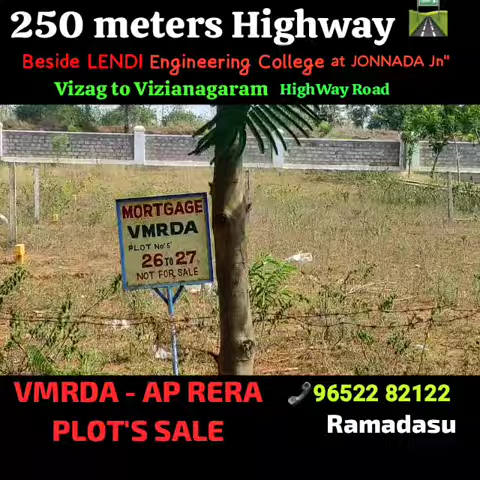 250 meters Highway
Beside LENDI Engineering College at JONNADA Jn"
Vizag to Vizianagaram HighWay Road
MORTGAGE
VMRDA
PLOT No's'
26 TO 27
NOT FOR SALE
VMRDA - AP RERA
PLOT'S SALE
96522 82122
Ramadasu